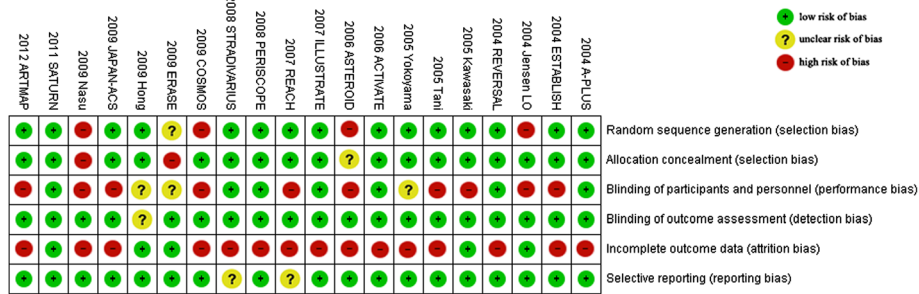 low risk of bias
unclear risk of bias
high risk of bias
2012 ARTMAP
2011 SATURN
2009 Nasu
2009 JAPAN-ACS
2009 Hong
2009 ERASE
2009 COSMOS
2008 STRADIVARIUS
2008 PERISCOPE
2007 REACH
2007 ILLUSTRATE
2006 ASTEROID
2006 ACTIVATE
2005 Yokoyama
2005 Tani
2005 Kawasaki
2004 REVERSAL
2004 Jensen LO
2004 ESTABLISH
2004 A-PLUS
+ + - + + ? - + + + + - + + + + + - + + Random sequence generation (selection bias)
+ + - + + - + + + + + ? + + + + + + + + Allocation concealment (selection bias)
- + - - ? ? - + + - + - + ? - - + - - + Blinding of participants and personnel (performance bias)
+ + + + ? + + + + + + + + + + + + + + + Blinding of outcome assessment (detection bias)
- + - - + + - - - - - - - - - + - + - - Incomplete outcome data (attrition bias)
+ + + + + + + ? + ? + + + + + + + + + + Selective reporting (reporting bias)